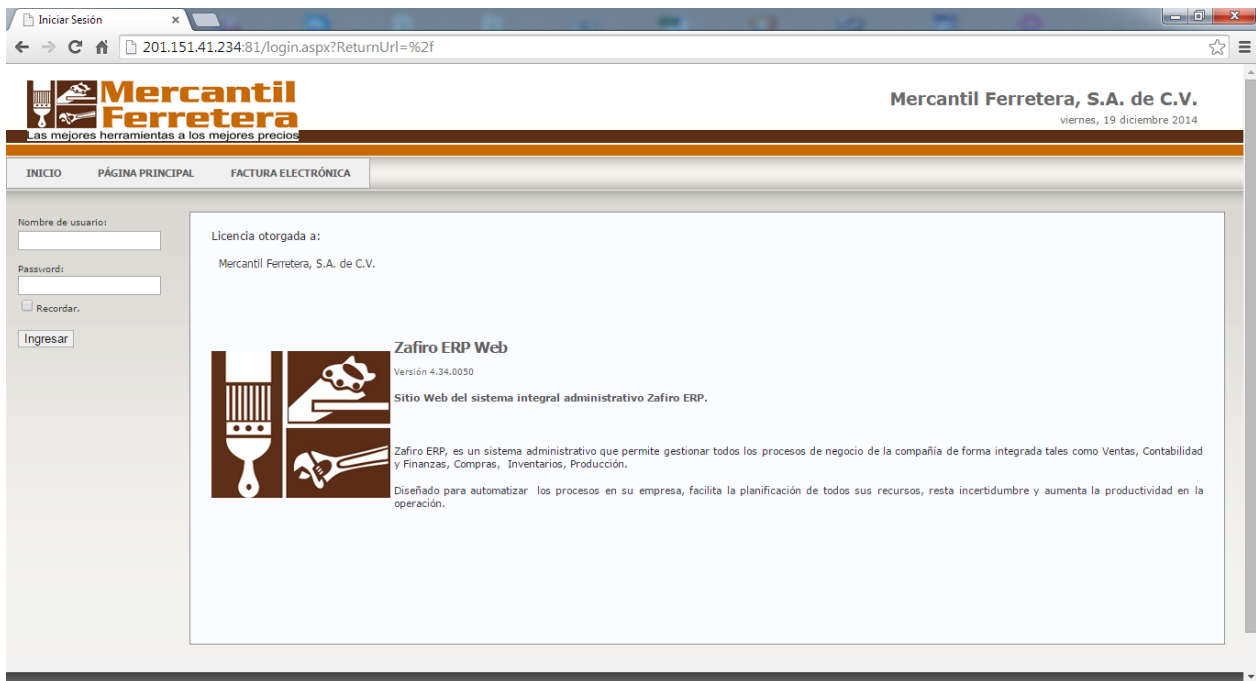 Iniciar Sesión
201.151.41.234:81/login.aspx?ReturnUrl=%2f
Mercantil
Ferretera
Las mejores herramientas a los mejores precios
Mercantil Ferretera, S.A. de C.V.
viernes, 19 diciembre 2014
INICIO PÁGINA PRINCIPAL FACTURA ELECTRÓNICA
Nombre de usuario:
Password:
Recordar.
Ingresar
Licencia otorgada a:
Mercantil Ferretera, S.A. de C.V.
Zafiro ERP Web
Versión 4.34.0050
Sitio Web del sistema integral administrativo Zafiro ERP.
Zafiro ERP, es un sistema administrativo que permite gestionar todos los procesos de negocio de la compañía de forma integrada tales como Ventas, Contabilidad
y Finanzas, Compras, Inventarios, Producción.
Diseñado para automatizar los procesos en su empresa, facilita la planificación de todos sus recursos, resta incertidumbre y aumenta la productividad en la
operación.